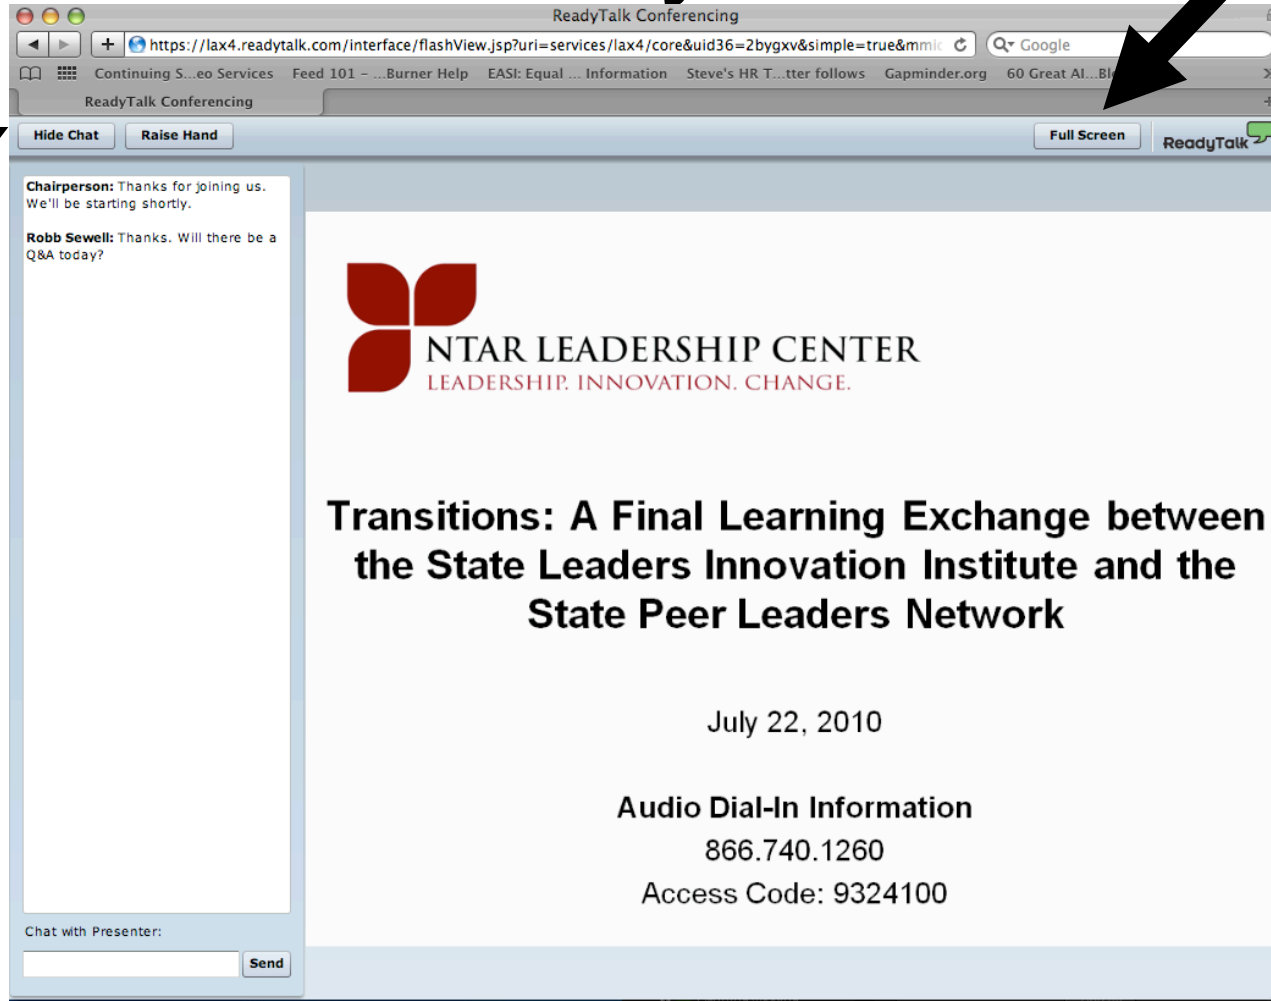 ReadyTalk Conferencing
https://lax4.readytalk.com/interface/flashView.jsp?uri=services/lax4/core&uid36=2bygxv&simple=true&mmic
Google
Continuing S...eo Services Feed 101 – ...Burner Help EASI: Equal ... Information Steve's HR T...tter follows Gapminder.org 60 Great Al...
ReadyTalk Conferencing
Hide Chat Raise Hand Full Screen ReadyTalk
Chairperson: Thanks for joining us.
We'll be starting shortly.
Robb Sewell: Thanks. Will there be a
Q&A today?
Chat with Presenter:
Send
NTAR LEADERSHIP CENTER
LEADERSHIP. INNOVATION. CHANGE.
Transitions: A Final Learning Exchange between
the State Leaders Innovation Institute and the
State Peer Leaders Network
July 22, 2010
Audio Dial-In Information
866.740.1260
Access Code: 9324100